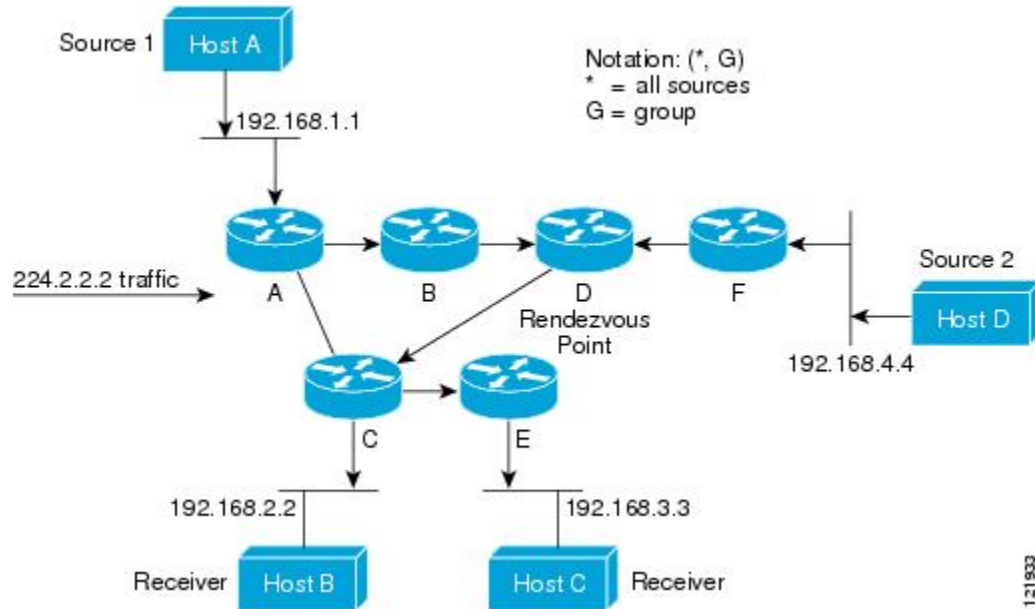 Source 1
Host A
Notation: (*, G)
* = all sources
G = group
192.168.1.1
224.2.2.2 traffic
A
B
D
F
Rendezvous
Point
Source 2
Host D
192.168.4.4
C
E
192.168.2.2
192.168.3.3
Receiver
Host B
Host C
Receiver
121933